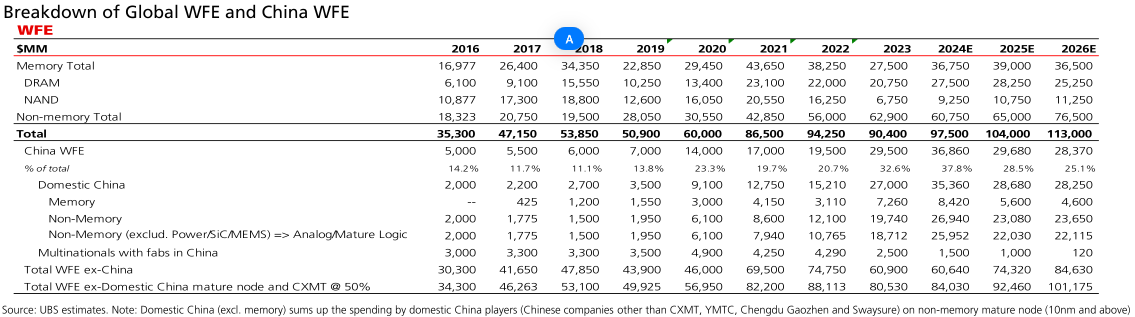 Breakdown of Global WFE and China WFE
WFE
A
$MM 2016 2017 2018 2019 2020 2021 2022 2023 2024E 2025E 2026E
Memory Total 16,977 26,400 34,350 22,850 29,450 43,650 38,250 27,500 36,750 39,000 36,500
DRAM 6,100 9,100 15,550 10,250 13,400 23,100 22,000 20,750 27,500 28,250 25,250
NAND 10,877 17,300 18,800 12,600 16,050 20,550 16,250 6,750 9,250 10,750 11,250
Non-memory Total 18,323 20,750 19,500 28,050 30,550 42,850 56,000 62,900 60,750 65,000 76,500
Total 35,300 47,150 53,850 50,900 60,000 86,500 94,250 90,400 97,500 104,000 113,000
China WFE 5,000 5,500 6,000 7,000 14,000 17,000 19,500 29,500 36,860 29,680 28,370
% of total 14.2% 11.7% 11.1% 13.8% 23.3% 19.7% 20.7% 32.6% 37.8% 28.5% 25.1%
Domestic China 2,000 2,200 2,700 3,500 9,100 12,750 15,210 27,000 35,360 28,680 28,250
Memory -- 425 1,200 1,550 3,000 4,150 3,110 7,260 8,420 5,600 4,600
Non-Memory 2,000 1,775 1,500 1,950 6,100 8,600 12,100 19,740 26,940 23,080 23,650
Non-Memory (exclud. Power/SiC/MEMS) => Analog/Mature Logic 2,000 1,775 1,500 1,950 6,100 7,940 10,765 18,712 25,952 22,030 22,115
Multinationals with fabs in China 3,000 3,300 3,300 3,500 4,900 4,250 4,290 2,500 1,500 1,000 120
Total WFE ex-China 30,300 41,650 47,850 43,900 46,000 69,500 74,750 60,900 60,640 74,320 84,630
Total WFE ex-Domestic China mature node and CXMT @ 50% 34,300 46,263 53,100 49,925 56,950 82,200 88,113 80,530 84,030 92,460 101,175
Source: UBS estimates. Note: Domestic China (excl. memory) sums up the spending by domestic China players (Chinese companies other than CXMT, YMTC, Chengdu Gaozhen and Swaysure) on non-memory mature node (10nm and above)